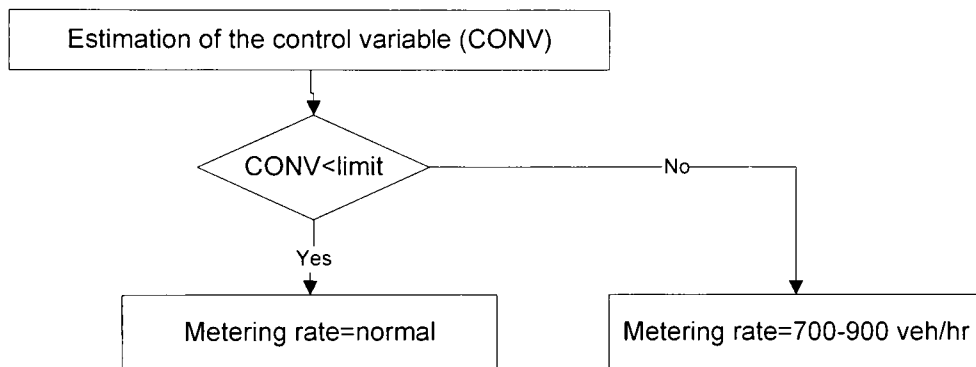 Estimation of the control variable (CONV)
CONV<limit
No
Yes
Metering rate=normal
Metering rate=700-900 veh/hr